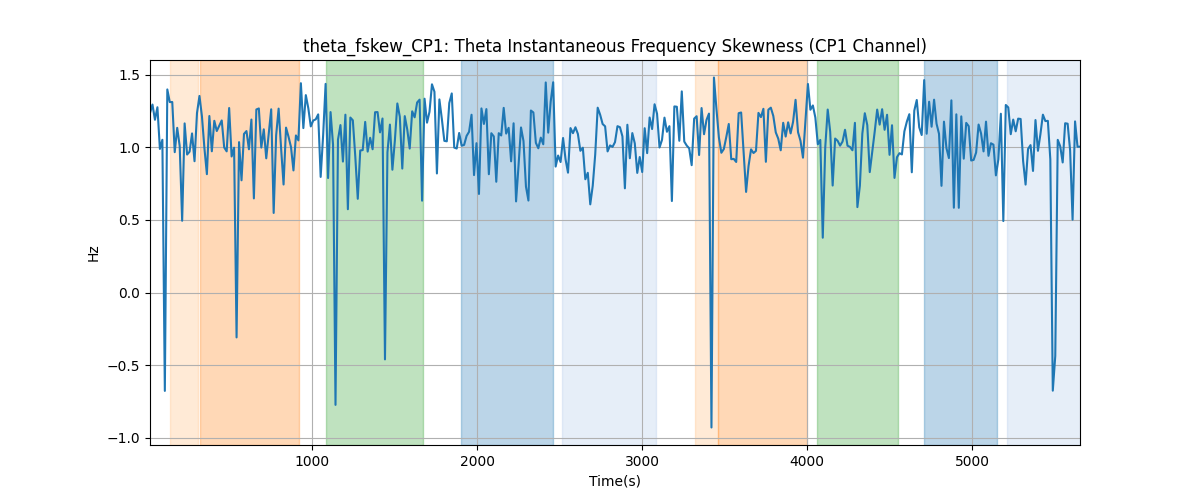 theta_fskew_CP1: Theta Instantaneous Frequency Skewness (CP1 Channel)
1.5
1.0
0.5
0.0
−0.5
−1.0
Hz
1000 2000 3000 4000 5000
Time(s)